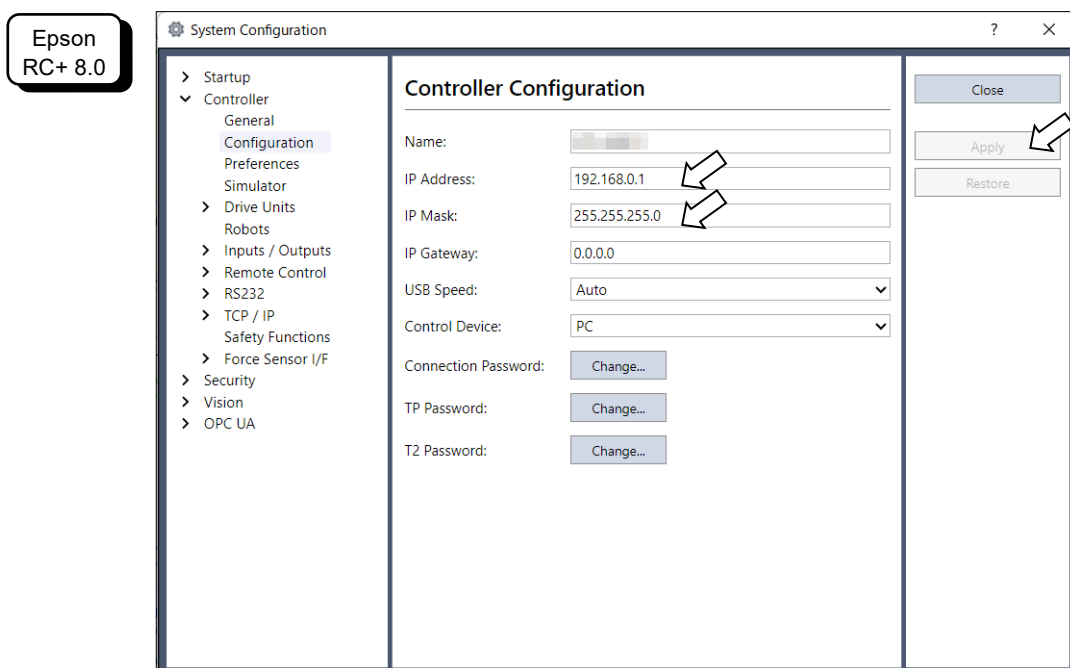 Epson
RC+ 8.0
System Configuration
?
Startup
Controller
General
Configuration
Preferences
Simulator
Drive Units
Robots
Inputs / Outputs
Remote Control
RS232
TCP / IP
Safety Functions
Force Sensor I/F
Security
Vision
OPC UA
Controller Configuration
Name:
IP Address: 192.168.0.1
IP Mask: 255.255.255.0
IP Gateway: 0.0.0.0
USB Speed: Auto
Control Device: PC
Connection Password: Change...
TP Password: Change...
T2 Password: Change...
Close
Apply
Restore